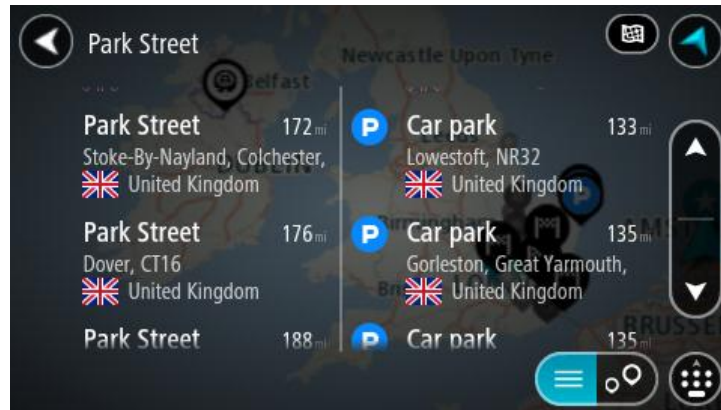 Park Street
Newcastle Upon Tyne
Belfast
Park Street 172 mi
Stoke-By-Nayland, Colchester,
United Kingdom
Park Street 176 mi
Dover, CT16
United Kingdom
Park Street 188 mi
P Car park 133 mi
Lowestoft, NR32
United Kingdom
P Car park 135 mi
Gorleston, Great Yarmouth,
United Kingdom
P Car park 135 mi
DUBLIN
Birmingham
P